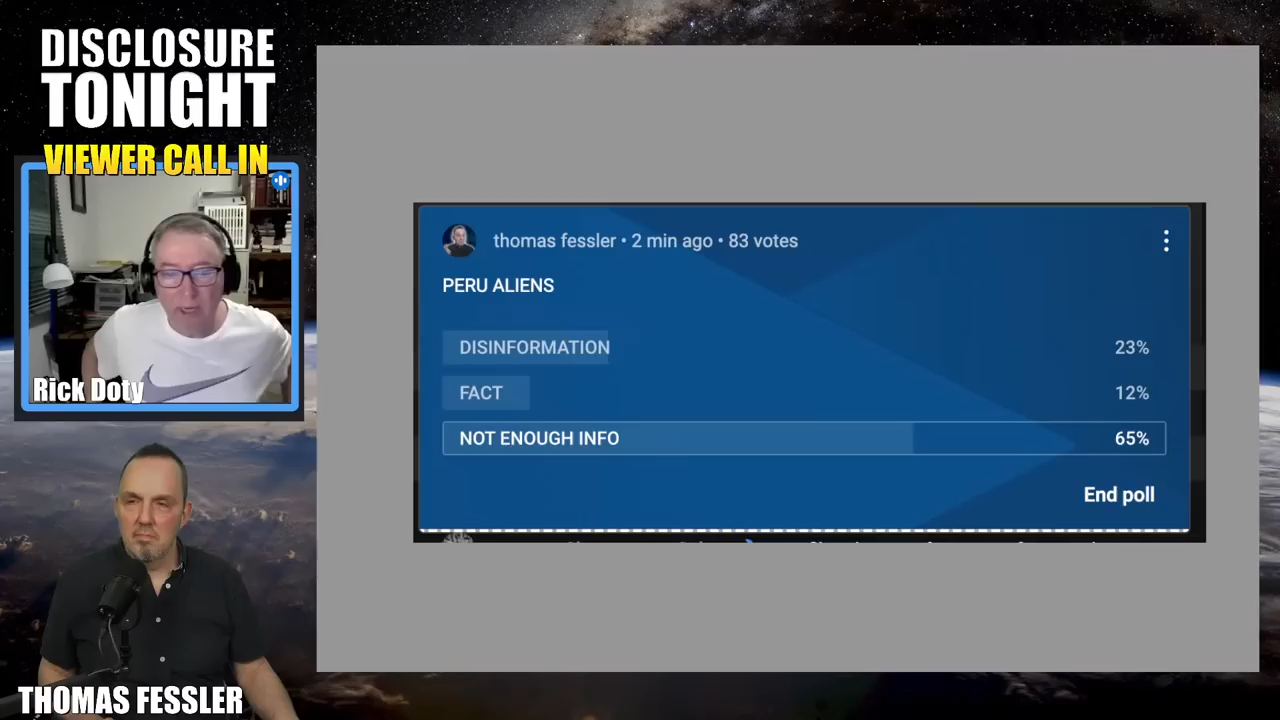 DISCLOSURE
TONIGHT
VIEWER CALL IN
Rick Doty
THOMAS FESSLER
thomas fessler • 2 min ago • 83 votes
PERU ALIENS
DISINFORMATION 23%
FACT 12%
NOT ENOUGH INFO 65%
End poll